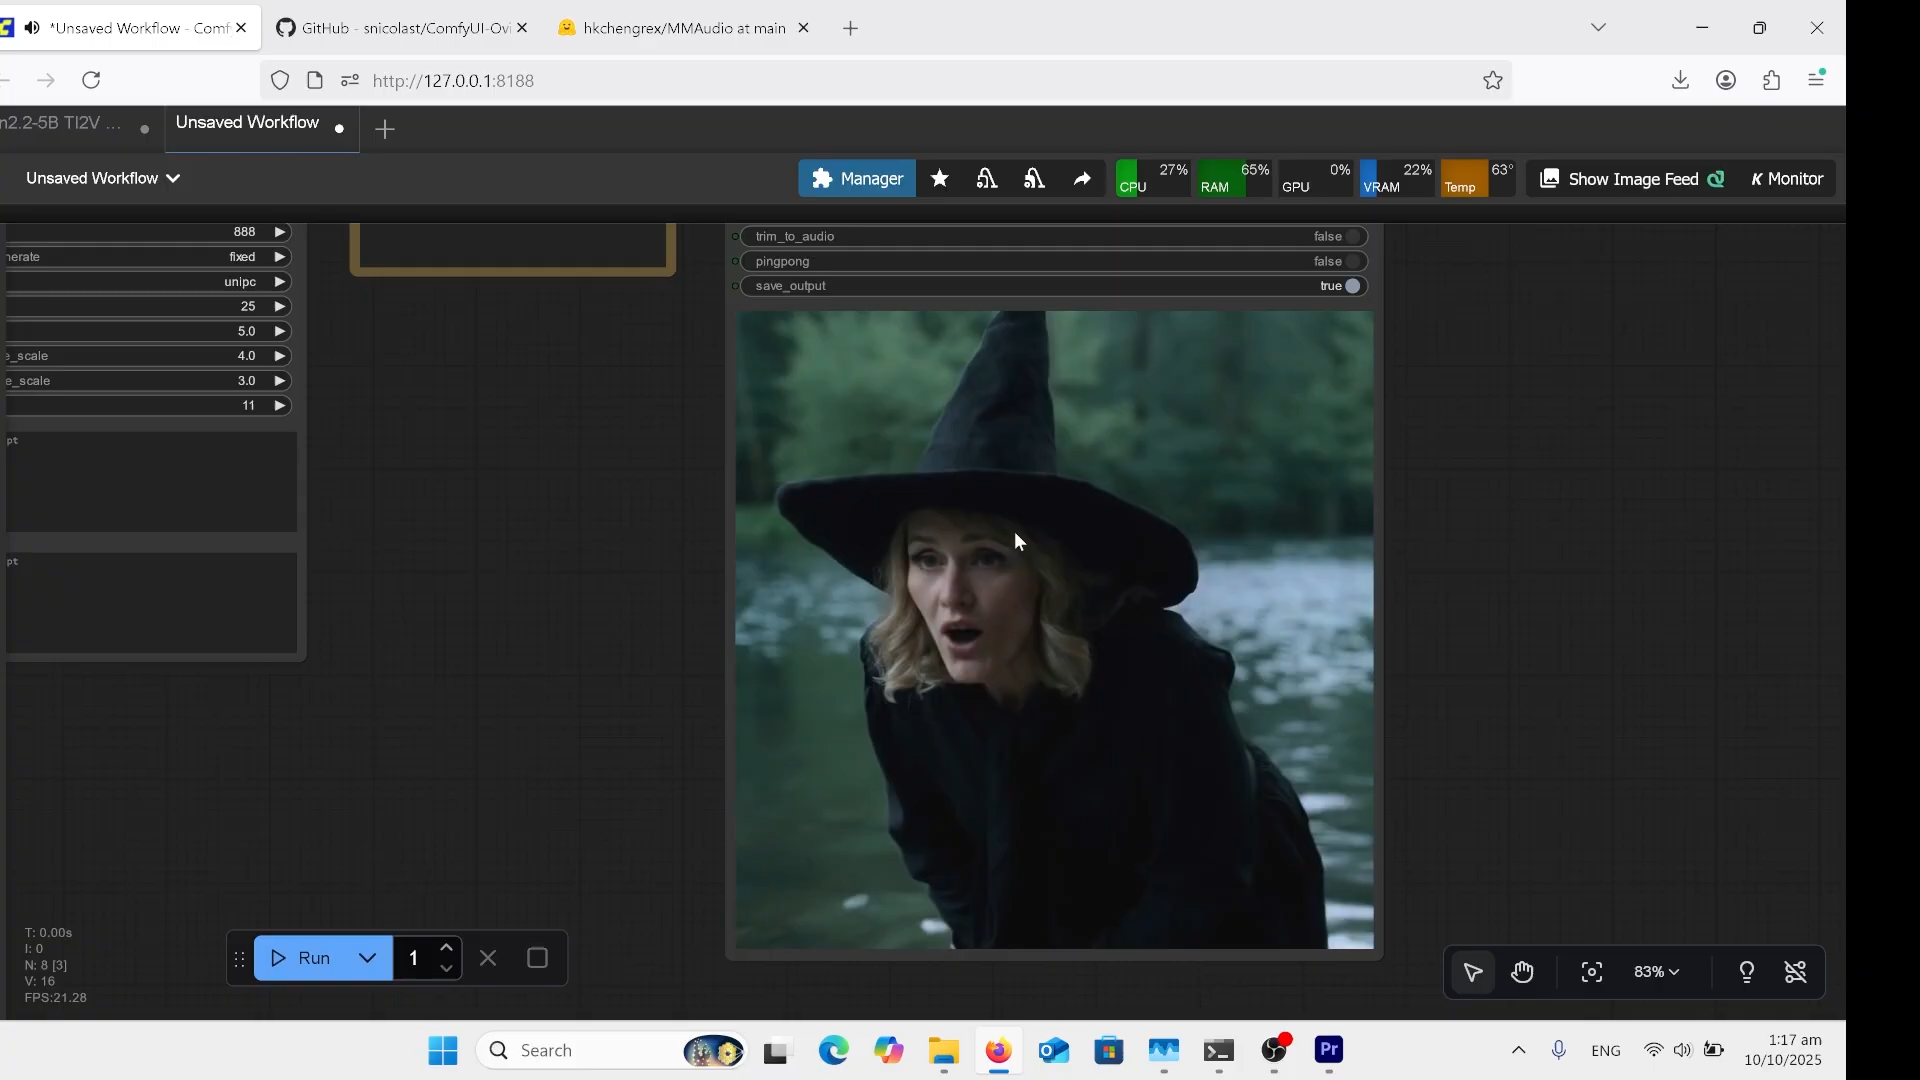 *Unsaved Workflow - Comf
GitHub - snicolast/ComfyUI-Ovi
hkchengrex/MMAudio at main
http://127.0.0.1:8188
n2.2-5B TI2V ...
Unsaved Workflow
Unsaved Workflow
Manager
CPU 27%
RAM 65%
GPU 0%
VRAM 22%
Temp 63°
Show Image Feed
K Monitor
888
nerate fixed
unipc
25
5.0
e_scale 4.0
e_scale 3.0
11
pt
pt
trim_to_audio false
pingpong false
save_output true
T: 0.00s
I: 0
N: 8 [3]
V: 16
FPS:21.28
Run
1
83%
Search
Pr
ENG
1:17 am
10/10/2025